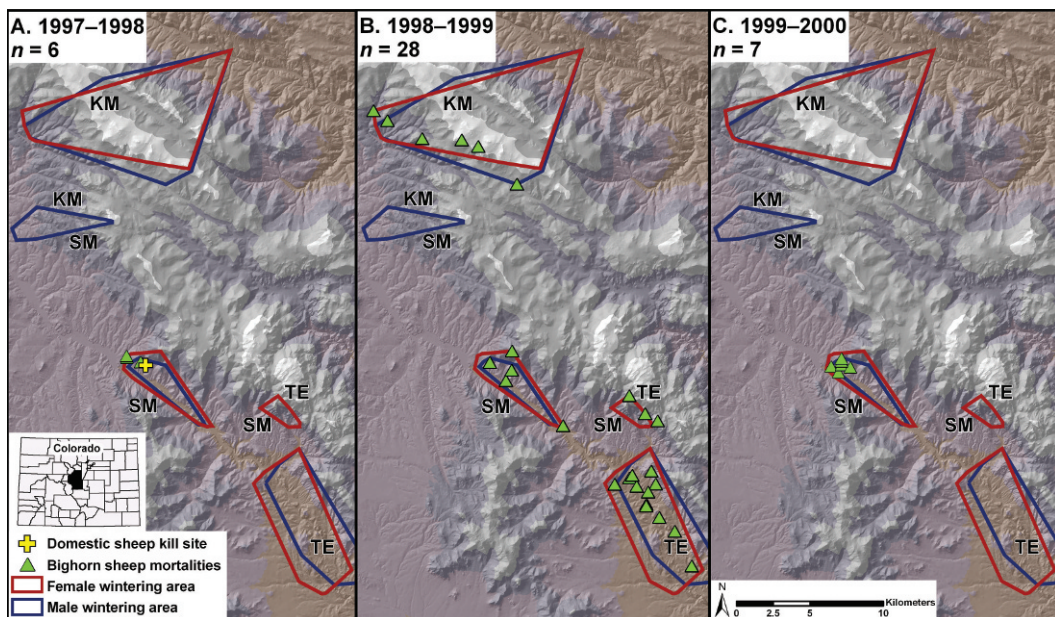 A. 1997–1998
n = 6
KM
KM
SM
SM
TE
SM
TE
Colorado
Domestic sheep kill site
Bighorn sheep mortalities
Female wintering area
Male wintering area
B. 1998–1999
n = 28
KM
KM
SM
SM
TE
SM
TE
C. 1999–2000
n = 7
KM
KM
SM
SM
TE
SM
TE
N
Kilometers
0 2.5 5 10